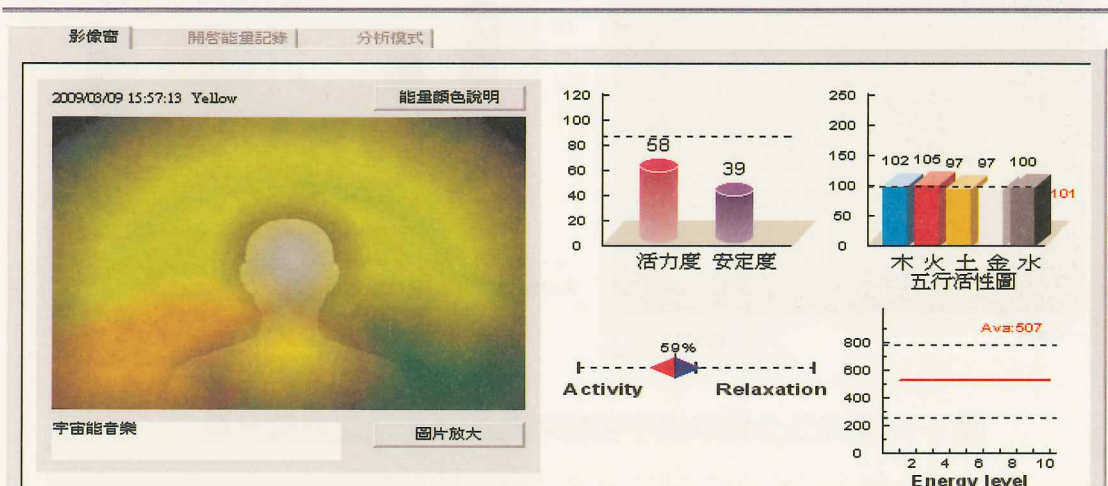 影像窗
開啓能量記錄
分析模式
2009/03/09 15:57:13 Yellow
能量顏色說明
宇宙能音樂
圖片放大
120
100
80
60
40
20
0
58
39
活力度 安定度
250
200
150
100
50
0
102 105 97 97 100
101
木 火 土 金 水
五行活性圖
59%
Activity Relaxation
Ava:507
800
600
400
200
0
2 4 6 8 10
Energy level